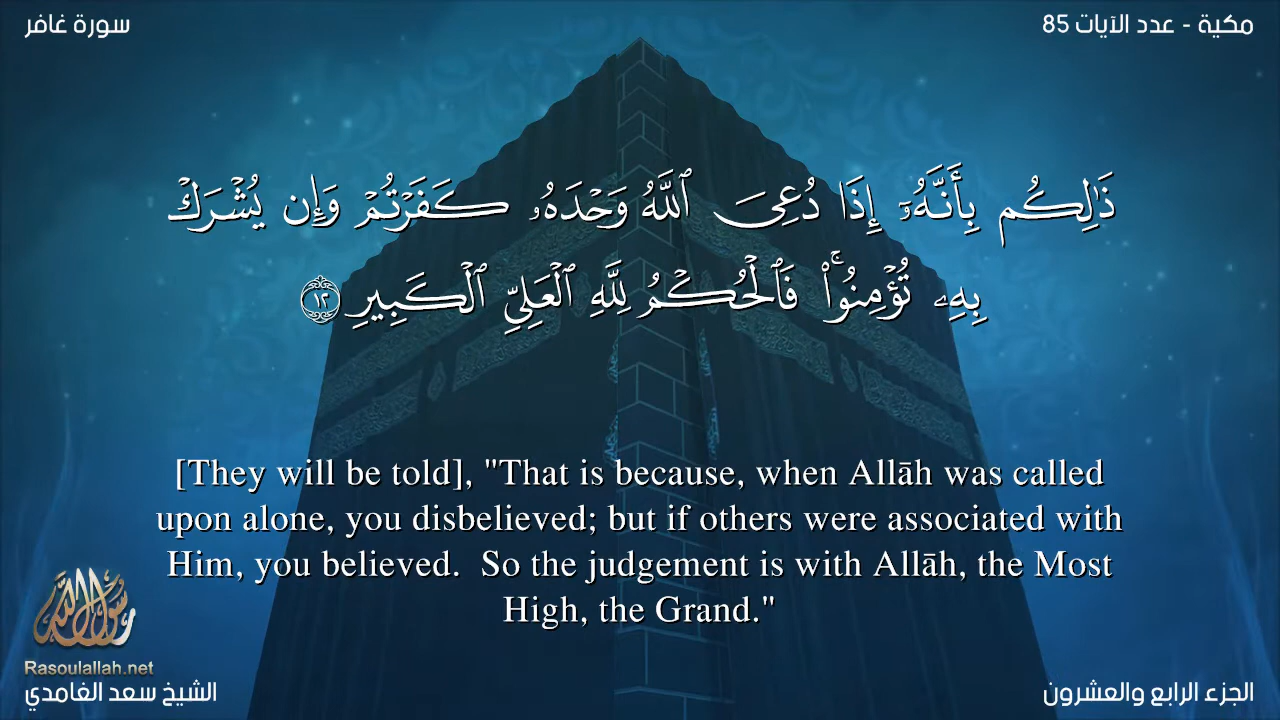 سورة غافر
مكية - عدد الآيات 85
ذَٰلِكُم بِأَنَّهُۥٓ إِذَا دُعِىَ ٱللَّهُ وَحْدَهُۥ كَفَرْتُمْ وَإِن يُشْرَكْ
بِهِۦ تُؤْمِنُوا۟ ۚ فَٱلْحُكْمُ لِلَّهِ ٱلْعَلِىِّ ٱلْكَبِيرِ ١٢
[They will be told], "That is because, when Allāh was called
upon alone, you disbelieved; but if others were associated with
Him, you believed.  So the judgement is with Allāh, the Most
High, the Grand."
رسول الله
Rasoulallah.net
الشيخ سعد الغامدي
الجزء الرابع والعشرون